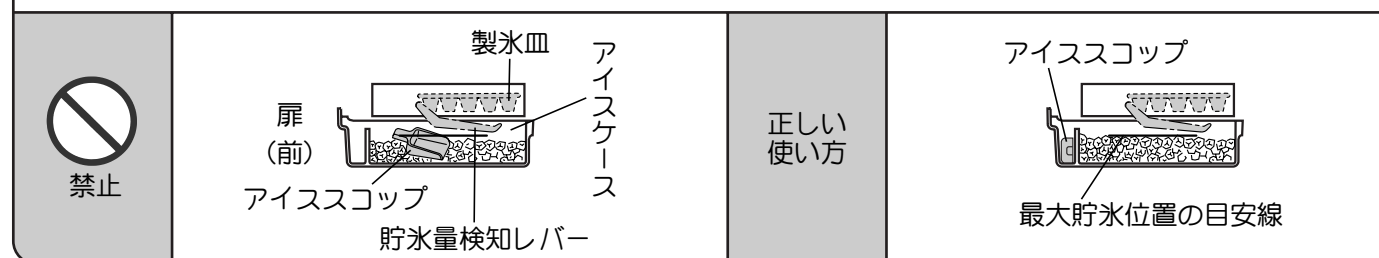 禁止
扉
（前）
製氷皿
アイスケース
アイススコップ
貯氷量検知レバー
正しい
使い方
アイススコップ
最大貯氷位置の目安線